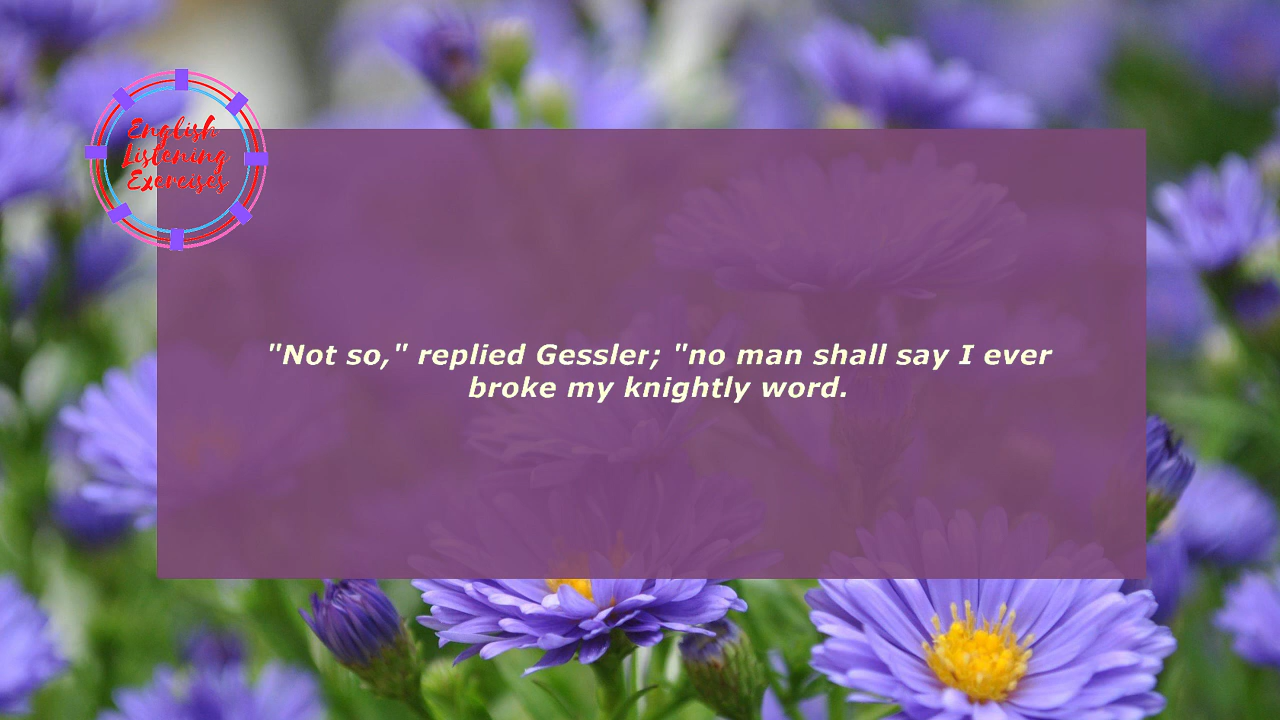 English
Listening
Exercises
"Not so," replied Gessler; "no man shall say I ever
broke my knightly word.